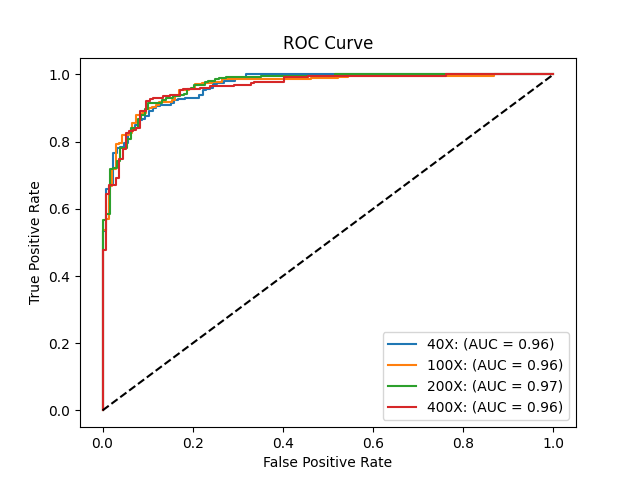 ROC Curve
True Positive Rate
1.0
0.8
0.6
0.4
0.2
0.0
40X: (AUC = 0.96)
100X: (AUC = 0.96)
200X: (AUC = 0.97)
400X: (AUC = 0.96)
0.0 0.2 0.4 0.6 0.8 1.0
False Positive Rate